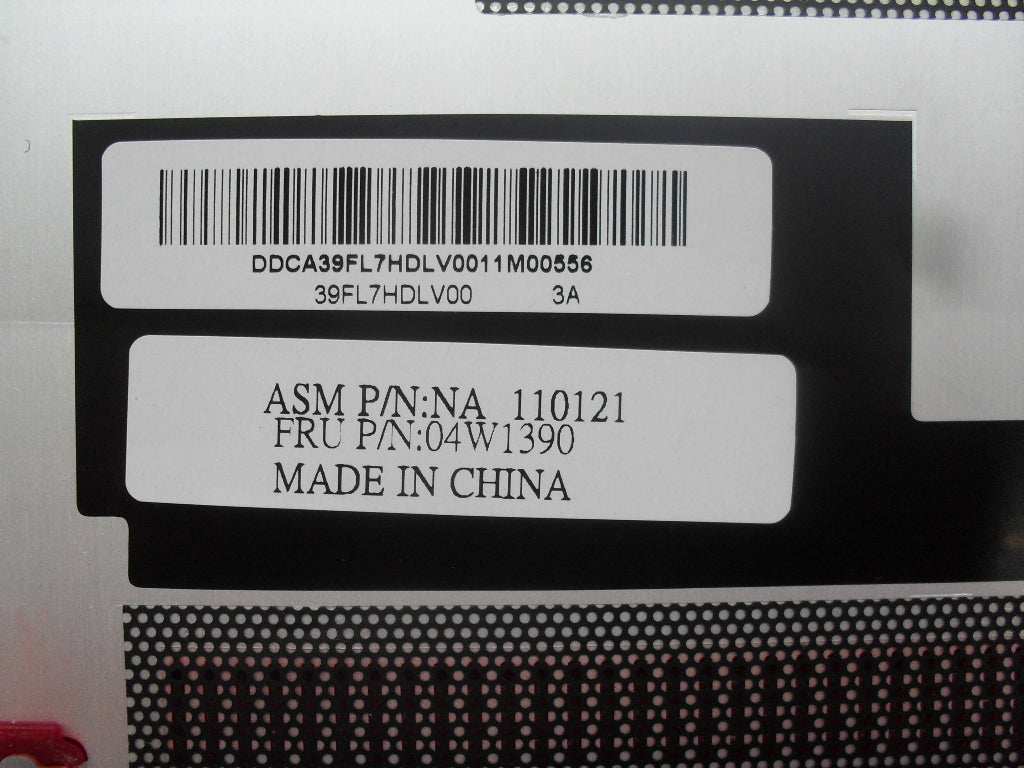 DDCA39FL7HDLV0011M00556
39FL7HDLV00 3A
ASM P/N:NA 110121
FRU P/N:04W1390
MADE IN CHINA